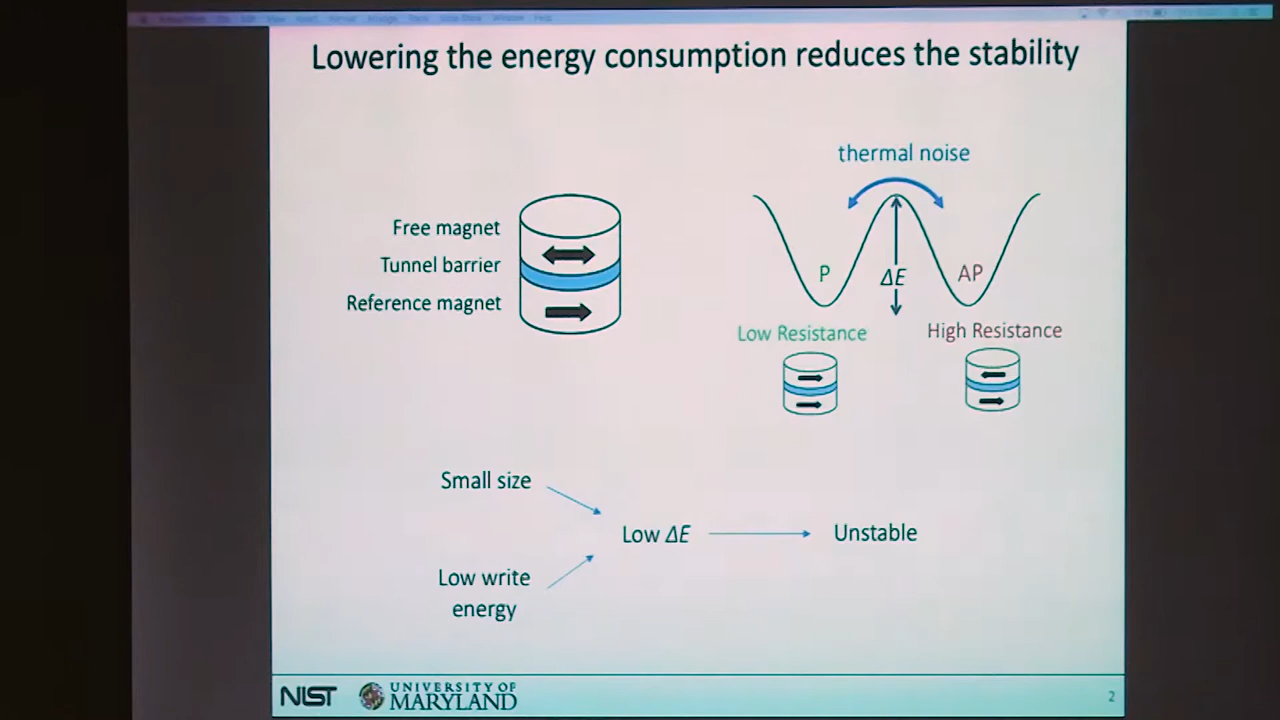 Lowering the energy consumption reduces the stability
thermal noise
Free magnet
Tunnel barrier
Reference magnet
P
ΔE
AP
Low Resistance
High Resistance
Small size
Low ΔE
Unstable
Low write
energy
NIST
UNIVERSITY OF
MARYLAND
2